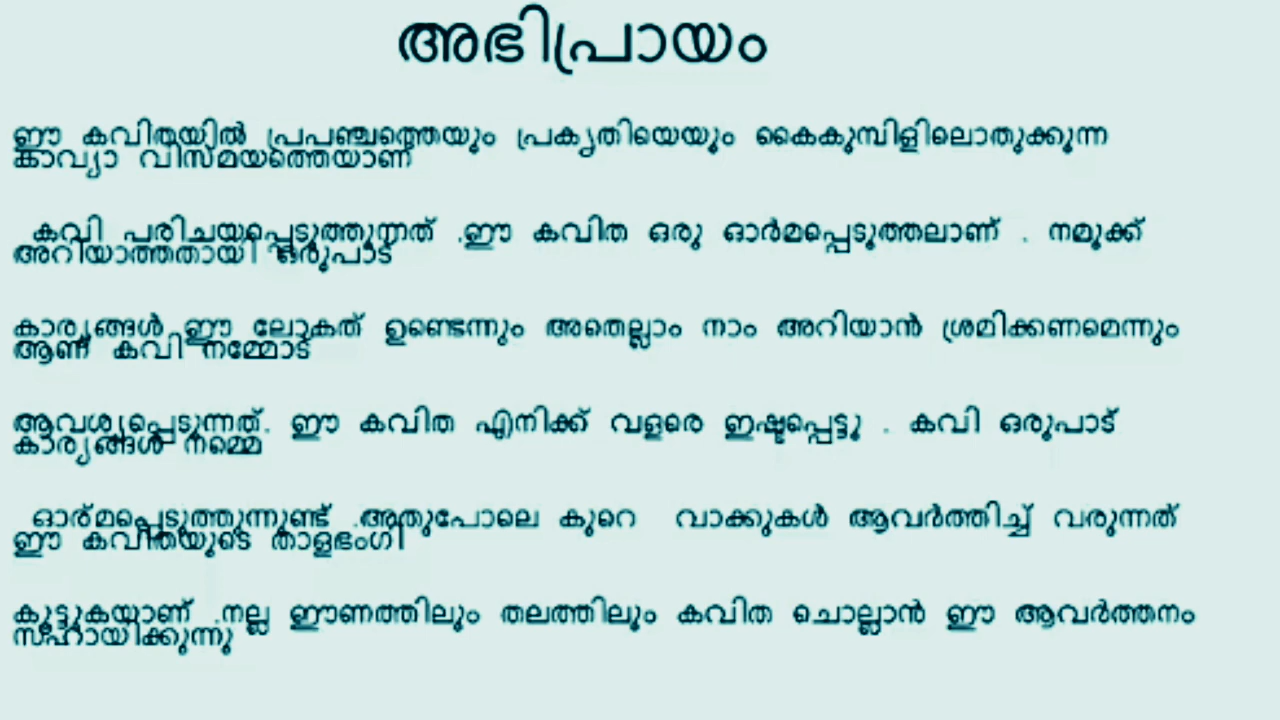 അഭിപ്രായം
ഈ കവിതയിൽ പ്രപഞ്ചത്തെയും പ്രകൃതിയെയും കൈകുമ്പിളിലൊതുക്കുന്ന
കാവ്യാ വിസ്മയത്തെയാണ്
കവി പരിചയപ്പെടുത്തുന്നത് .ഈ കവിത ഒരു ഓർമപ്പെടുത്തലാണ് . നമുക്ക്
അറിയാത്തതായി ഒരുപാട്
കാര്യങ്ങൾ ഈ ലോകത് ഉണ്ടെന്നും അതെല്ലാം നാം അറിയാൻ ശ്രമിക്കണമെന്നും
ആണ് കവി നമ്മോട്
ആവശ്യപ്പെടുന്നത്. ഈ കവിത എനിക്ക് വളരെ ഇഷ്ടപ്പെട്ടു . കവി ഒരുപാട്
കാര്യങ്ങൾ നമ്മെ
ഓര്മപ്പെടുത്തുന്നുണ്ട് .അതുപോലെ കുറെ വാക്കുകൾ ആവർത്തിച്ച് വരുന്നത്
ഈ കവിതയുടെ താളഭംഗി
കൂട്ടുകയാണ് .നല്ല ഈണത്തിലും തലത്തിലും കവിത ചൊല്ലാൻ ഈ ആവർത്തനം
സഹായിക്കുന്നു